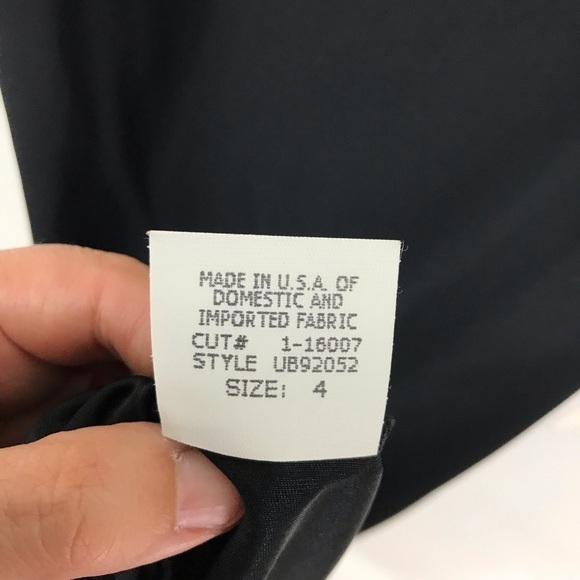 MADE IN U.S.A. OF
DOMESTIC AND
IMPORTED FABRIC
CUT# 1-16007
STYLE UB92052
SIZE: 4